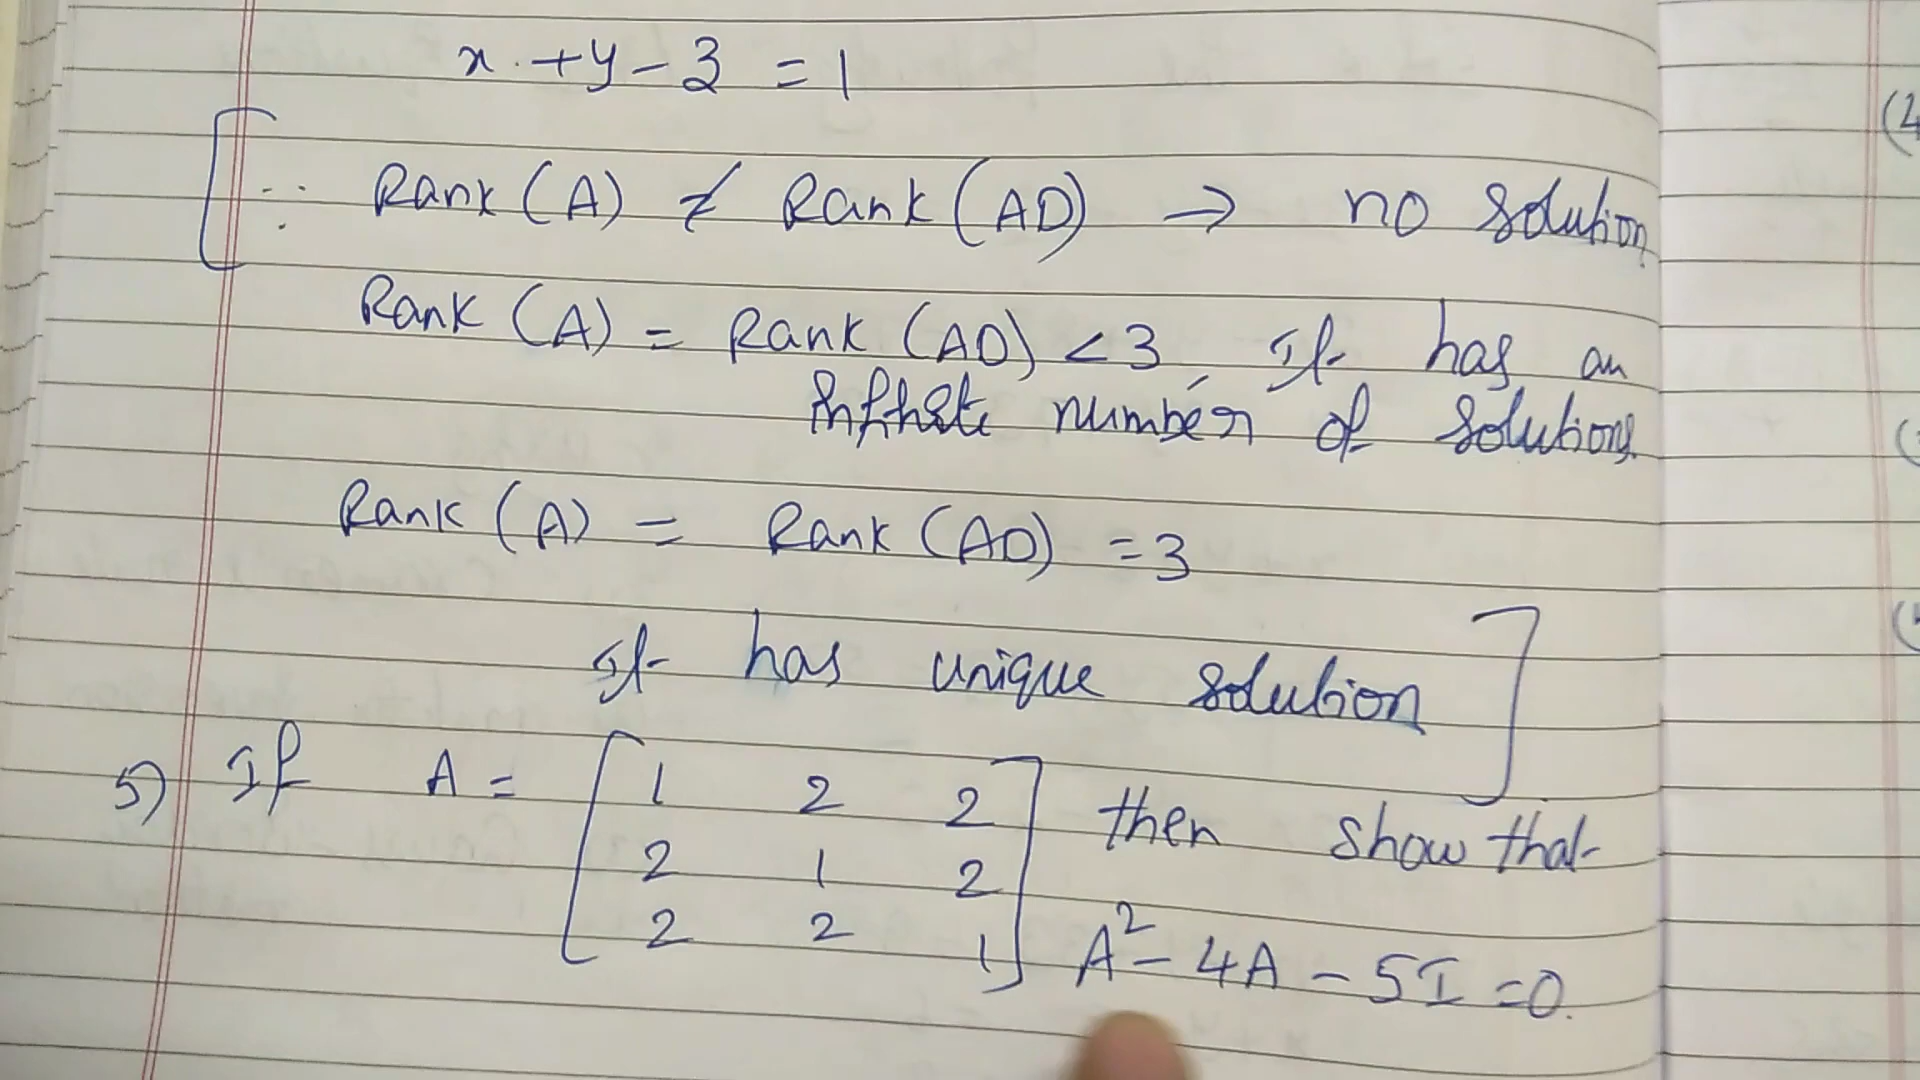 x + y - 3 = 1
∵ Rank (A) ≠ Rank (AD) → no solution
Rank (A) = Rank (AD) < 3, It has an
infinite number of solutions.
Rank (A) = Rank (AD) = 3
It has unique solution
5) If A = [ 1 2 2 then show that
2 1 2
2 2 1 ] A² - 4A - 5I = 0.
(2